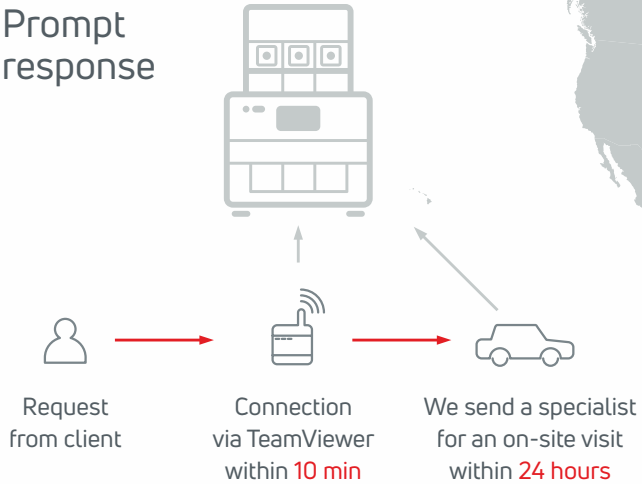 Prompt
response
Request
from client
Connection
via TeamViewer
within 10 min
We send a specialist
for an on-site visit
within 24 hours